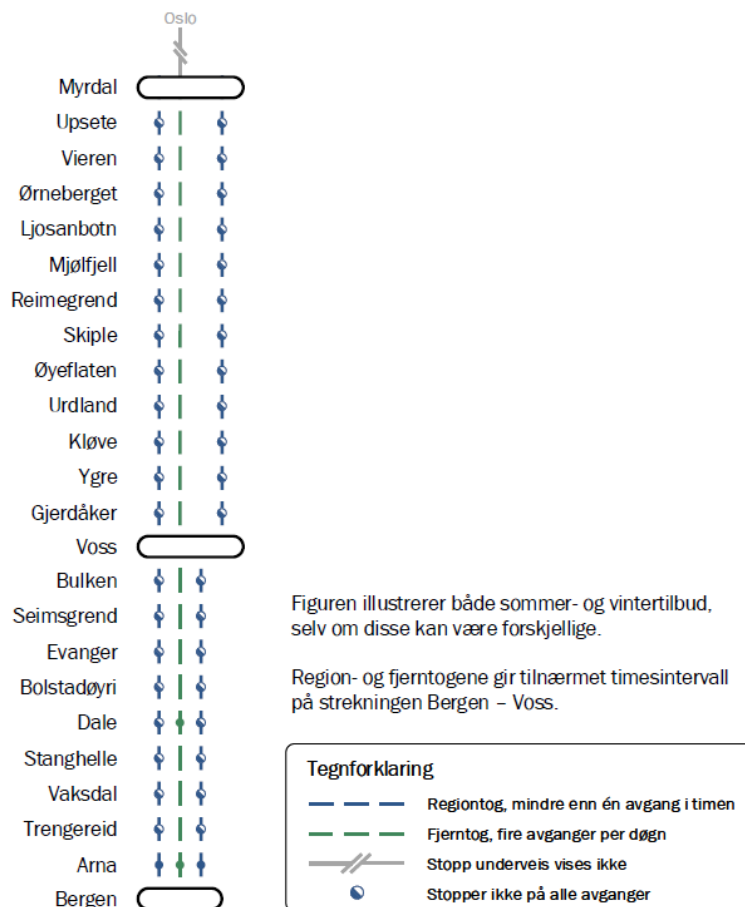 Oslo
Myrdal
Upsete
Vieren
Ørneberget
Ljosanbotn
Mjølfjell
Reimegrend
Skiple
Øyeflaten
Urdland
Kløve
Ygre
Gjerdåker
Voss
Bulken
Seimsgrend
Evanger
Bolstadøyri
Dale
Stanghelle
Vaksdal
Trengereid
Arna
Bergen
Figuren illustrerer både sommer- og vintertilbud,
selv om disse kan være forskjellige.
Region- og fjerntogene gir tilnærmet timesintervall
på strekningen Bergen – Voss.
Tegnforklaring
Regiontog, mindre enn én avgang i timen
Fjerntog, fire avganger per døgn
Stopp underveis vises ikke
Stopper ikke på alle avganger